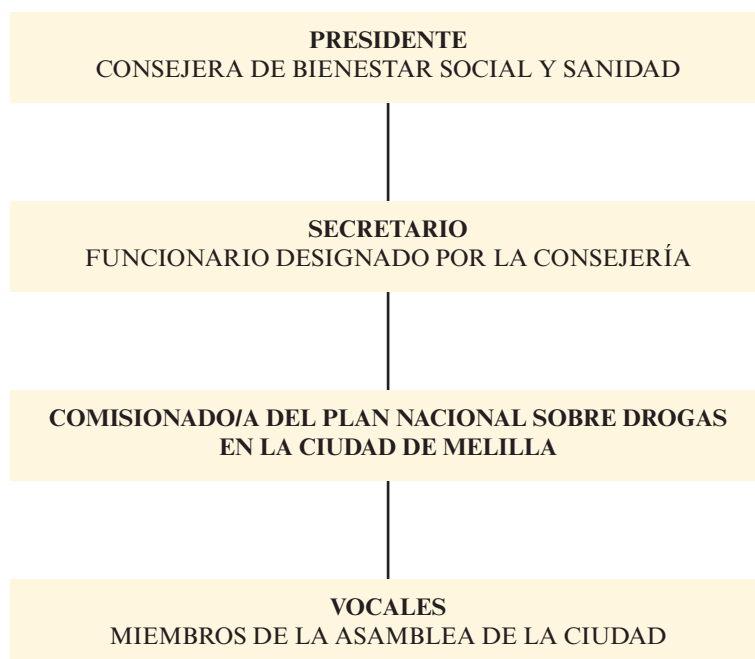 PRESIDENTE
CONSEJERA DE BIENESTAR SOCIAL Y SANIDAD
SECRETARIO
FUNCIONARIO DESIGNADO POR LA CONSEJERÍA
COMISIONADO/A DEL PLAN NACIONAL SOBRE DROGAS
EN LA CIUDAD DE MELILLA
VOCALES
MIEMBROS DE LA ASAMBLEA DE LA CIUDAD